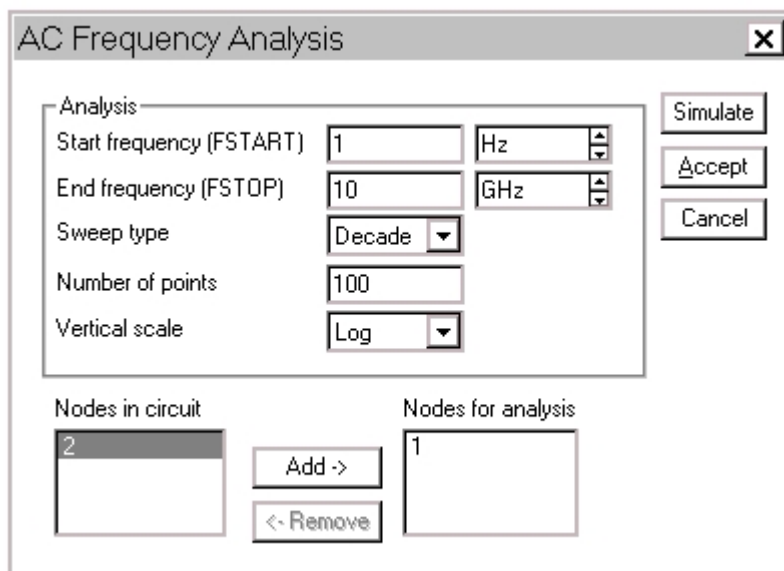 AC Frequency Analysis
Analysis
Start frequency (FSTART) 1 Hz
End frequency (FSTOP) 10 GHz
Sweep type Decade
Number of points 100
Vertical scale Log
Simulate
Accept
Cancel
Nodes in circuit
2
Add ->
<- Remove
Nodes for analysis
1